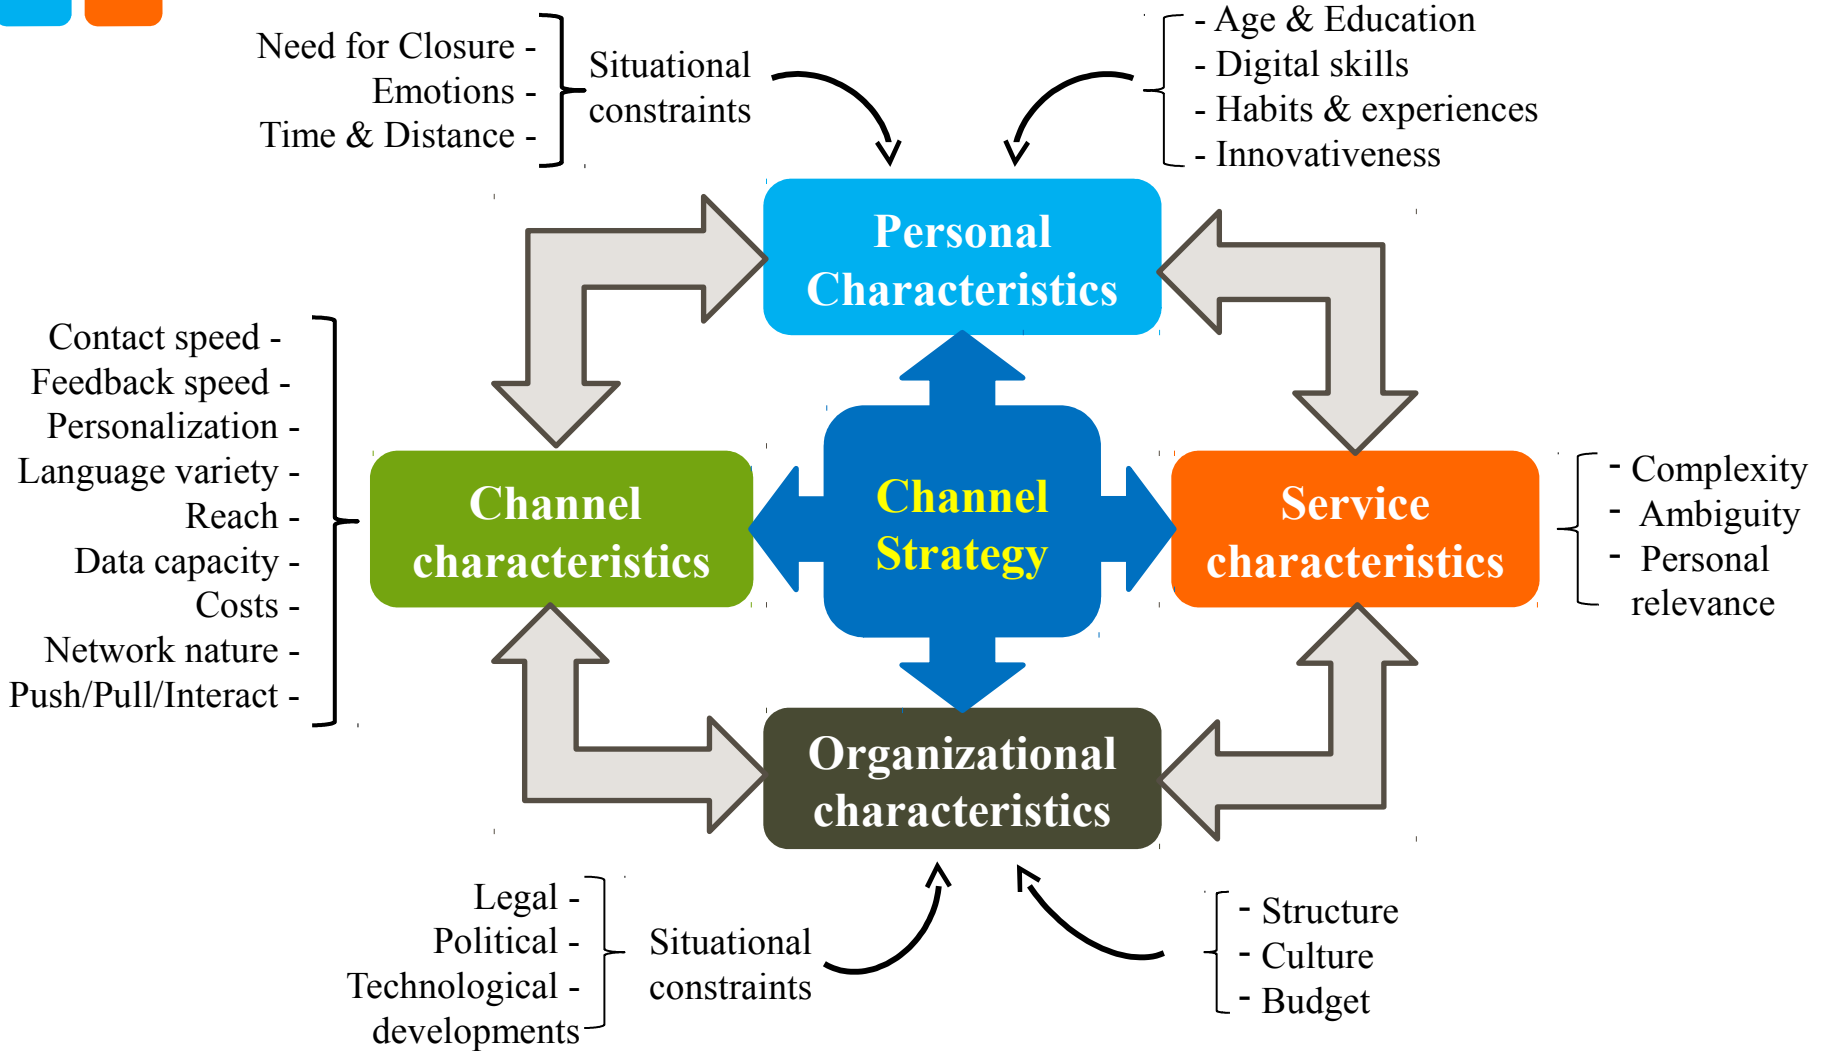 Need for Closure -
Emotions -
Time & Distance -
Situational
constraints
- Age & Education
- Digital skills
- Habits & experiences
- Innovativeness
Personal
Characteristics
Contact speed -
Feedback speed -
Personalization -
Language variety -
Reach -
Data capacity -
Costs -
Network nature -
Push/Pull/Interact -
Channel
characteristics
Channel
Strategy
Service
characteristics
- Complexity
- Ambiguity
- Personal
relevance
Organizational
characteristics
Legal -
Political -
Technological -
developments
Situational
constraints
- Structure
- Culture
- Budget